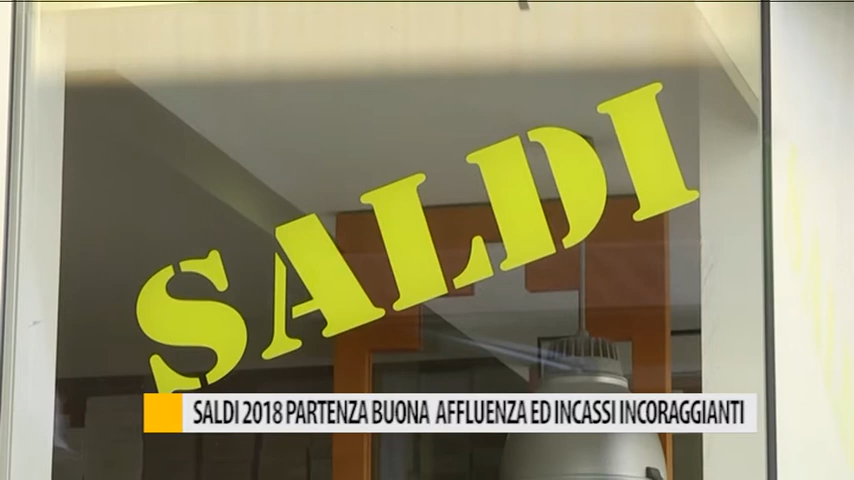 SALDI
SALDI 2018 PARTENZA BUONA AFFLUENZA ED INCASSI INCORAGGIANTI